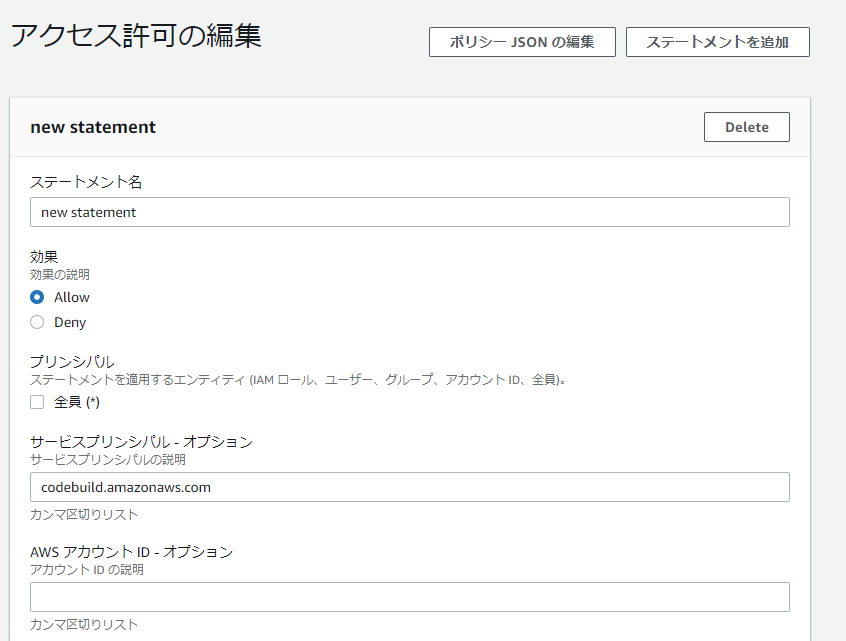 アクセス許可の編集
ポリシー JSON の編集
ステートメントを追加
new statement
Delete
ステートメント名
new statement
効果
効果の説明
Allow
Deny
プリンシパル
ステートメントを適用するエンティティ (IAM ロール、ユーザー、グループ、アカウント ID、全員)。
全員 (*)
サービスプリンシパル - オプション
サービスプリンシパルの説明
codebuild.amazonaws.com
カンマ区切りリスト
AWS アカウント ID - オプション
アカウント ID の説明
カンマ区切りリスト